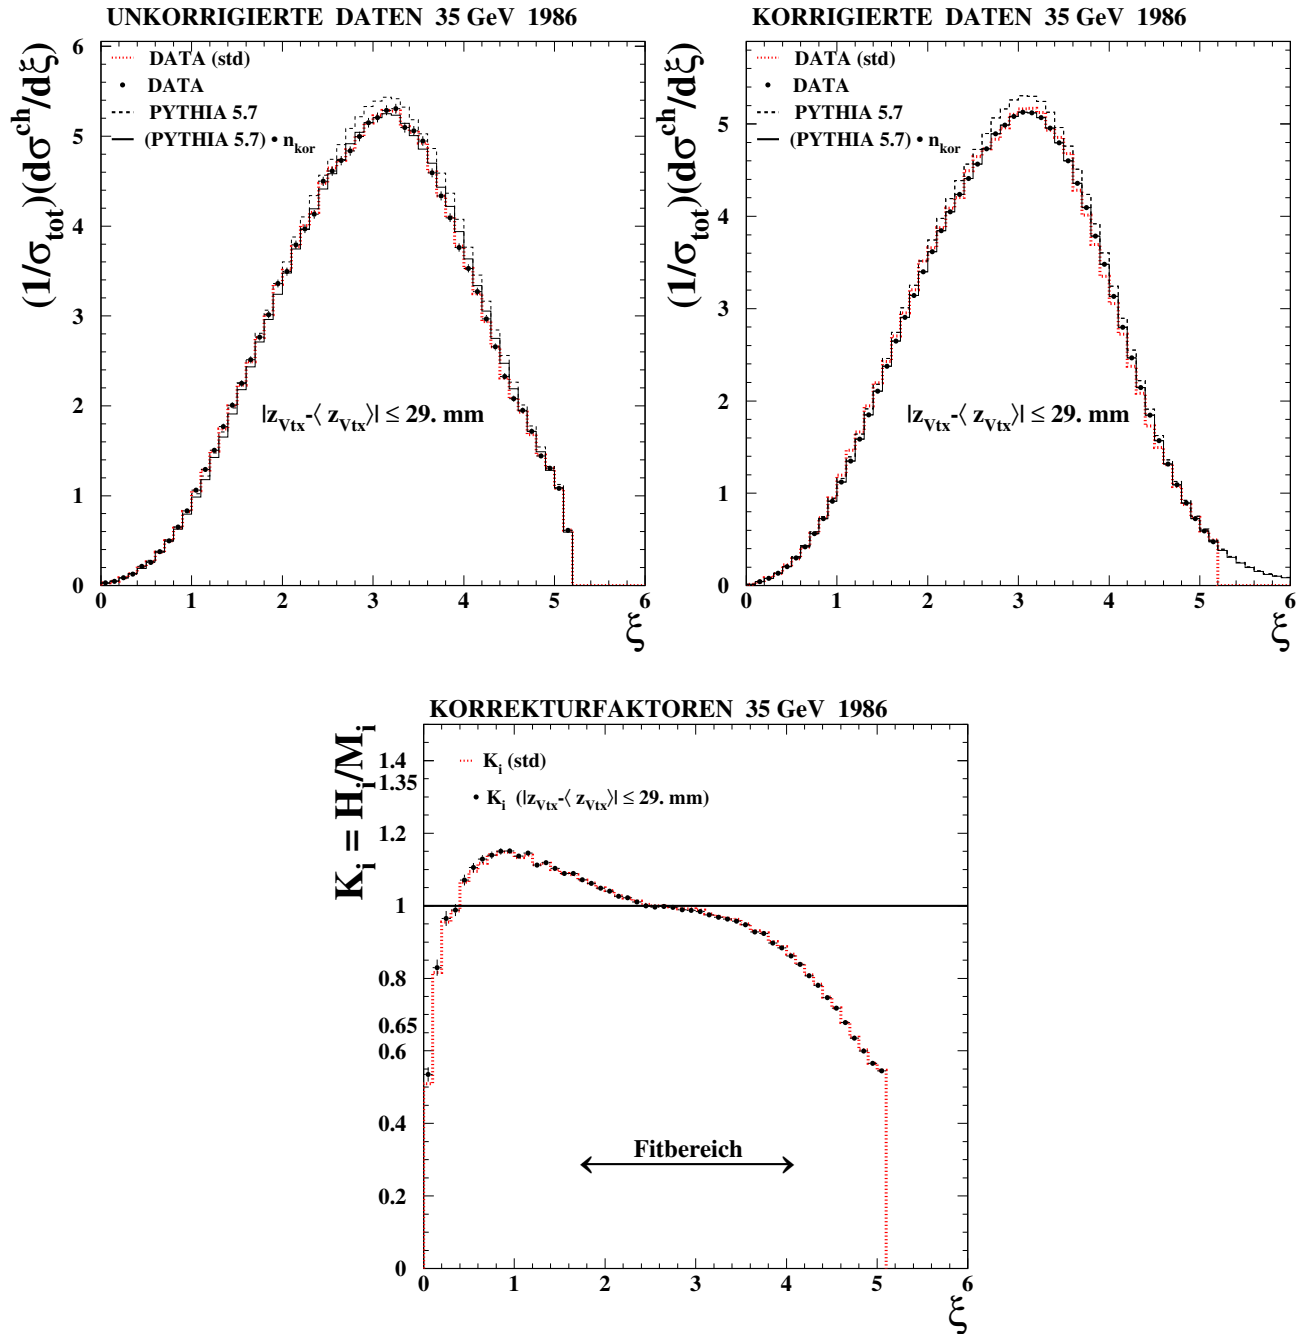 UNKORRIGIERTE DATEN 35 GeV 1986
(1/σtot)(dσch/dξ)
DATA (std)
DATA
PYTHIA 5.7
(PYTHIA 5.7) • nkor
|zVtx-⟨ zVtx⟩| ≤ 29. mm
6
5
4
3
2
1
0
0 1 2 3 4 5 6
ξ
KORRIGIERTE DATEN 35 GeV 1986
(1/σtot)(dσch/dξ)
DATA (std)
DATA
PYTHIA 5.7
(PYTHIA 5.7) • nkor
|zVtx-⟨ zVtx⟩| ≤ 29. mm
5
4
3
2
1
0
0 1 2 3 4 5 6
ξ
KORREKTURFAKTOREN 35 GeV 1986
Ki = Hi/Mi
Ki (std)
Ki (|zVtx-⟨ zVtx⟩| ≤ 29. mm)
1.4
1.35
1.2
1
0.8
0.65
0.6
0.4
0.2
0
Fitbereich
0 1 2 3 4 5 6
ξ